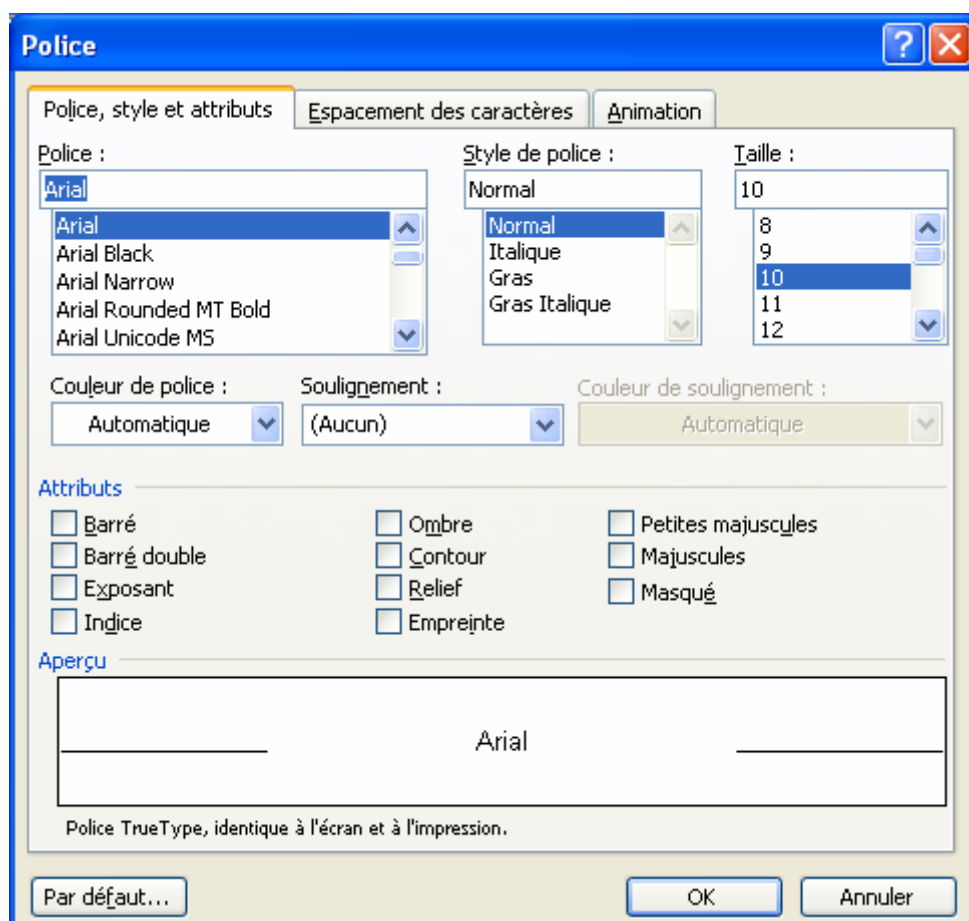 Police
Police, style et attributs Espacement des caractères Animation
Police : Style de police : Taille :
Arial Normal 10
Arial Normal 8
Arial Black Italique 9
Arial Narrow Gras 10
Arial Rounded MT Bold Gras Italique 11
Arial Unicode MS 12
Couleur de police : Soulignement : Couleur de soulignement :
Automatique (Aucun) Automatique
Attributs
Barré Ombre Petites majuscules
Barré double Contour Majuscules
Exposant Relief Masqué
Indice Empreinte
Aperçu
Arial
Police TrueType, identique à l'écran et à l'impression.
Par défaut... OK Annuler